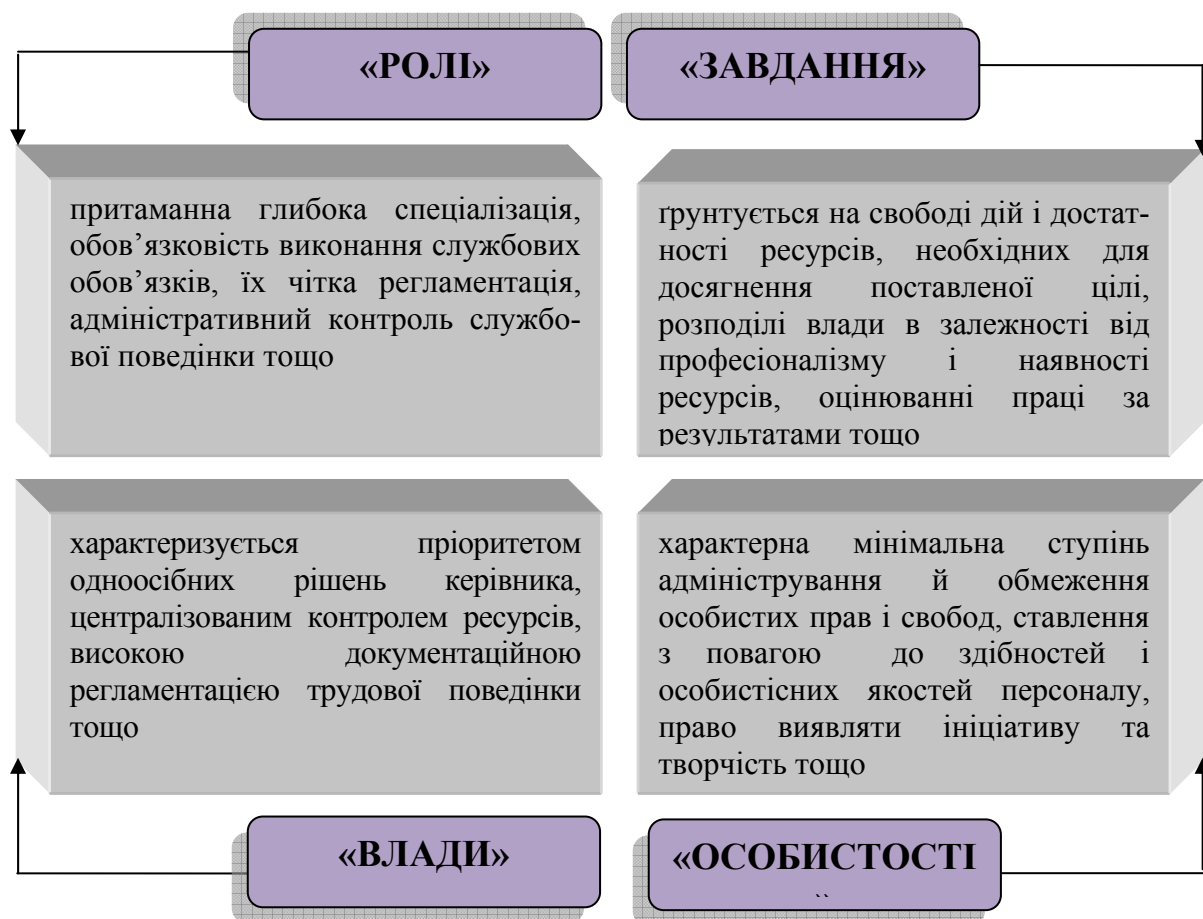 «РОЛІ»
«ЗАВДАННЯ»
притаманна глибока спеціалізація,
обов’язковість виконання службових
обов’язків, їх чітка регламентація,
адміністративний контроль службо-
вої поведінки тощо
ґрунтується на свободі дій і достат-
ності ресурсів, необхідних для
досягнення поставленої цілі,
розподілі влади в залежності від
професіоналізму і наявності
ресурсів, оцінюванні праці за
результатами тощо
характеризується пріоритетом
одноосібних рішень керівника,
централізованим контролем ресурсів,
високою документаційною
регламентацією трудової поведінки
тощо
характерна мінімальна ступінь
адміністрування й обмеження
особистих прав і свобод, ставлення
з повагою до здібностей і
особистісних якостей персоналу,
право виявляти ініціативу та
творчість тощо
«ВЛАДИ»
«ОСОБИСТОСТІ
»